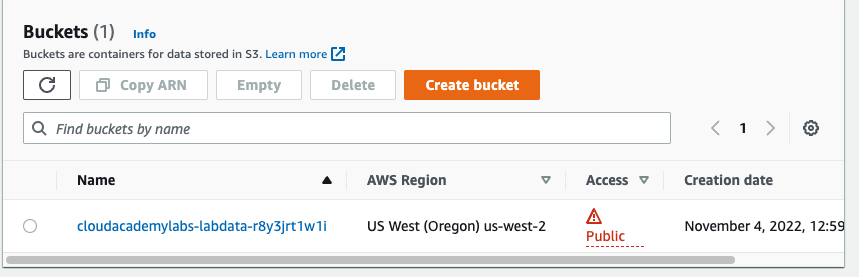 Buckets (1) Info
Buckets are containers for data stored in S3. Learn more
Copy ARN Empty Delete Create bucket
Find buckets by name 1
Name AWS Region Access Creation date
cloudacademylabs-labdata-r8y3jrt1w1i US West (Oregon) us-west-2 Public November 4, 2022, 12:59